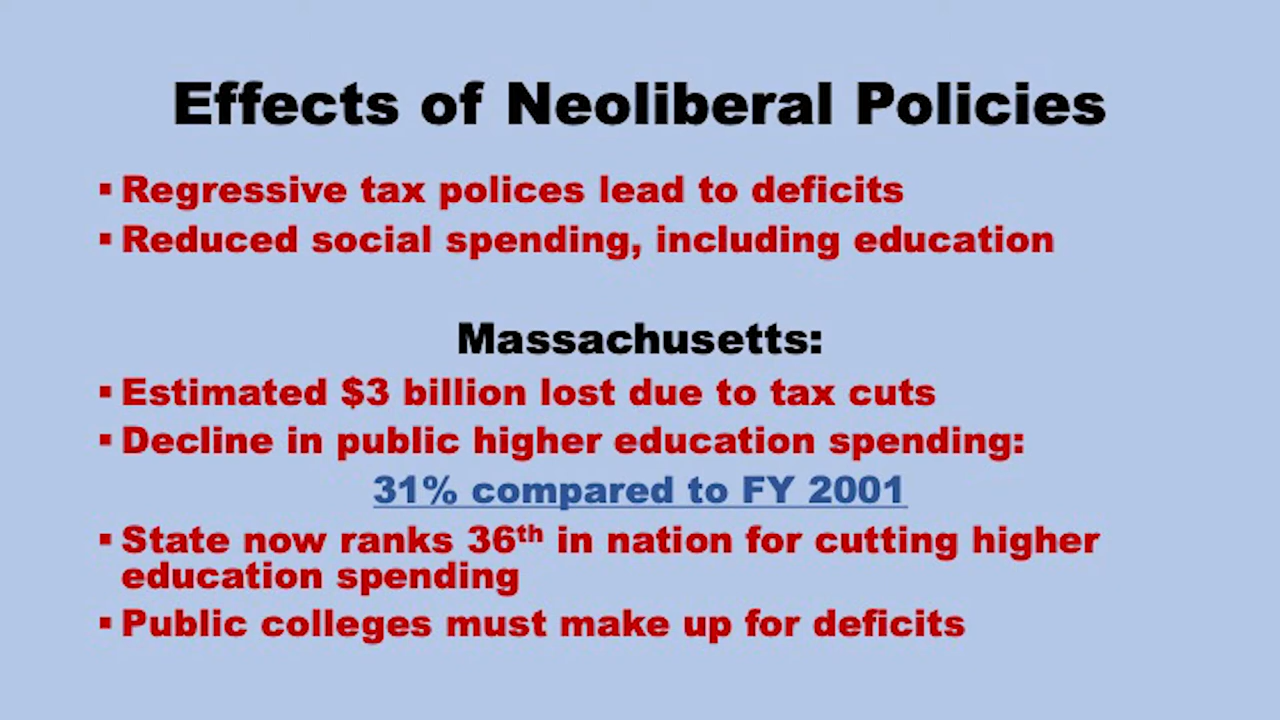 Effects of Neoliberal Policies
▪ Regressive tax polices lead to deficits
▪ Reduced social spending, including education
Massachusetts:
▪ Estimated $3 billion lost due to tax cuts
▪ Decline in public higher education spending:
31% compared to FY 2001
▪ State now ranks 36th in nation for cutting higher
education spending
▪ Public colleges must make up for deficits